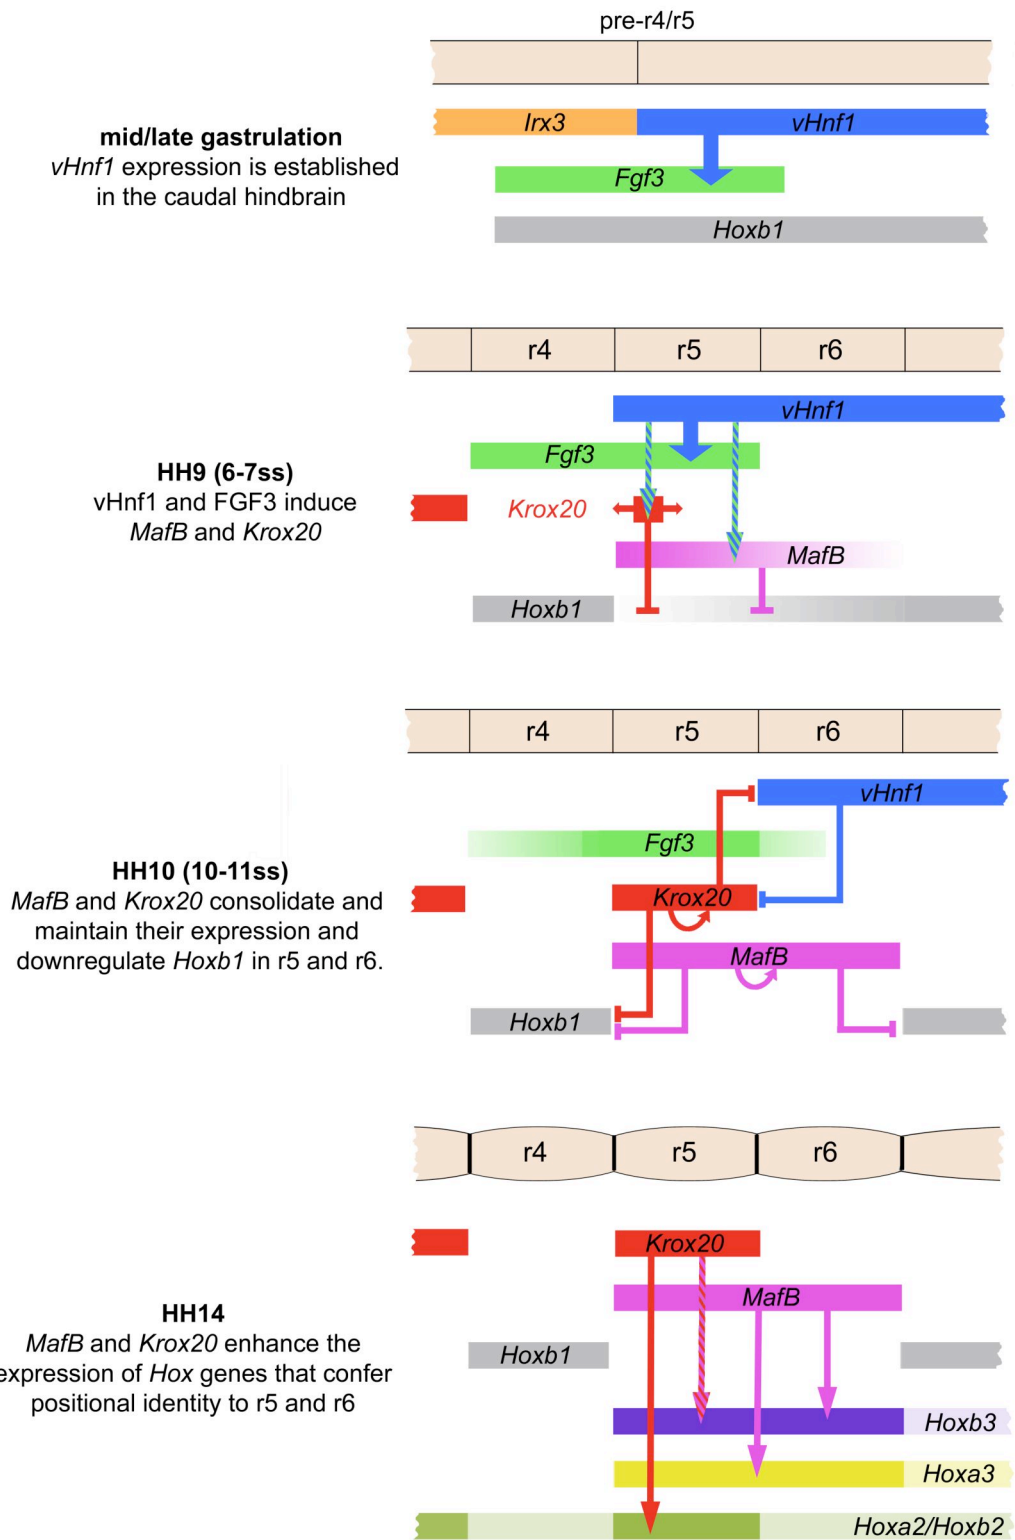 pre-r4/r5
mid/late gastrulation
vHnf1 expression is established
in the caudal hindbrain
Irx3 vHnf1
Fgf3
Hoxb1
r4 r5 r6
HH9 (6-7ss)
vHnf1 and FGF3 induce
MafB and Krox20
vHnf1
Fgf3
Krox20
MafB
Hoxb1
r4 r5 r6
HH10 (10-11ss)
MafB and Krox20 consolidate and
maintain their expression and
downregulate Hoxb1 in r5 and r6.
vHnf1
Fgf3
Krox20
MafB
Hoxb1
r4 r5 r6
HH14
MafB and Krox20 enhance the
expression of Hox genes that confer
positional identity to r5 and r6
Krox20
MafB
Hoxb1
Hoxb3
Hoxa3
Hoxa2/Hoxb2